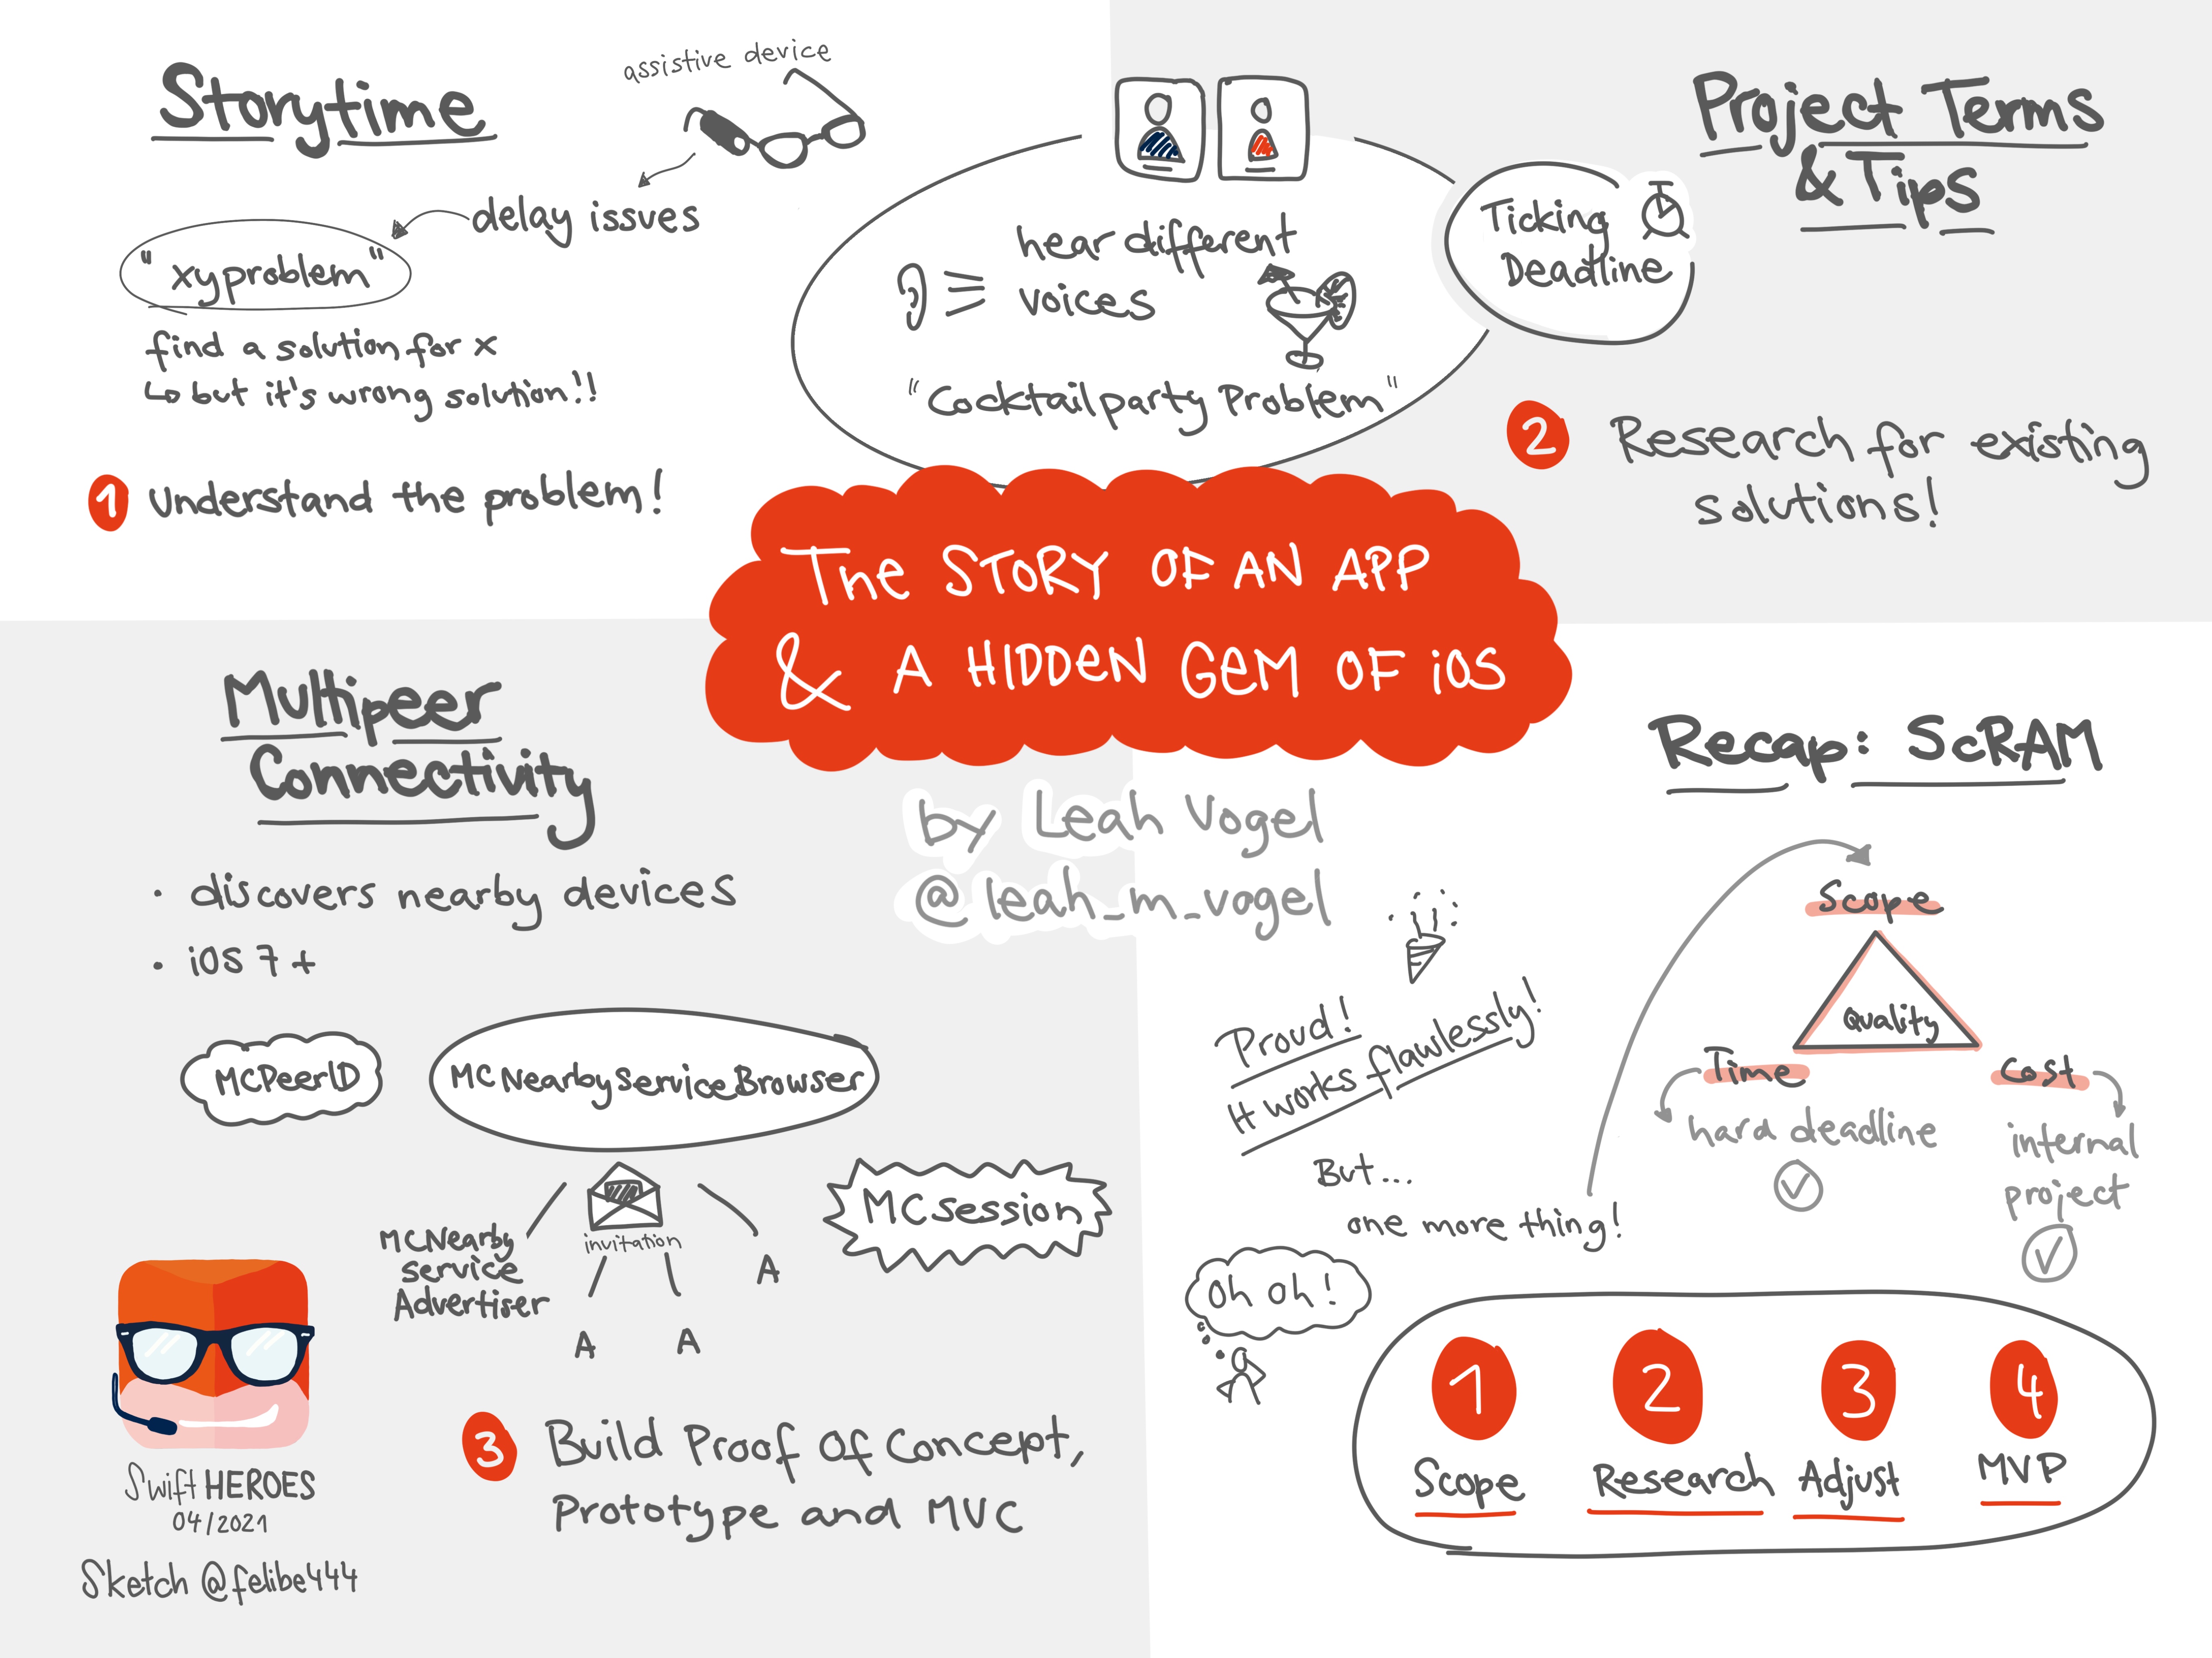 Storytime
assistive device
delay issues
"xyproblem"
find a solution for x
↳ but it's wrong solution!!
1 Understand the problem!
hear different
voices
"Cocktailparty Problem"
Ticking
Deadline
Project Terms
& Tips
2 Research for existing
solutions!
The STORY OF AN APP
& A HIDDEN GEM OF iOS
by Leah Vogel
@leah_m_vogel
Multipeer
Connectivity
• discovers nearby devices
• iOS 7+
MCPeerID
MCNearbyServiceBrowser
invitation
MCNearby
service
Advertiser
A
A
A
MCSession
3 Build Proof Of Concept,
Prototype and MVC
Swift HEROES
04/2021
Sketch @felibe444
Recap: ScRAM
Proud!
It works flawlessly!
But...
one more thing!
Oh oh!
Scope
Quality
Time
Cost
hard deadline
internal
project
1 2 3 4
Scope Research Adjust MVP